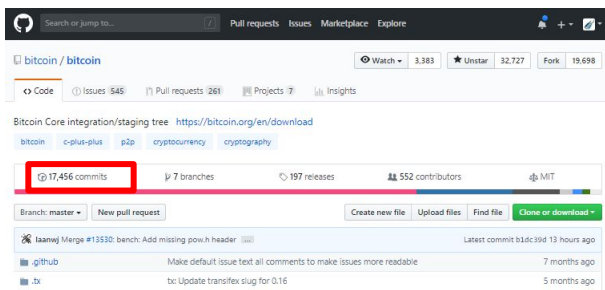 Search or jump to... / Pull requests Issues Marketplace Explore
bitcoin / bitcoin Watch 3,383 Unstar 32,727 Fork 19,698
Code Issues 545 Pull requests 261 Projects 7 Insights
Bitcoin Core integration/staging tree https://bitcoin.org/en/download
bitcoin c-plus-plus p2p cryptocurrency cryptography
17,456 commits 7 branches 197 releases 552 contributors MIT
Branch: master New pull request Create new file Upload files Find file Clone or download
laanwj Merge #13530: bench: Add missing pow.h header ... Latest commit b1dc39d 13 hours ago
.github Make default issue text all comments to make issues more readable 7 months ago
.tx tx: Update transifex slug for 0.16 5 months ago